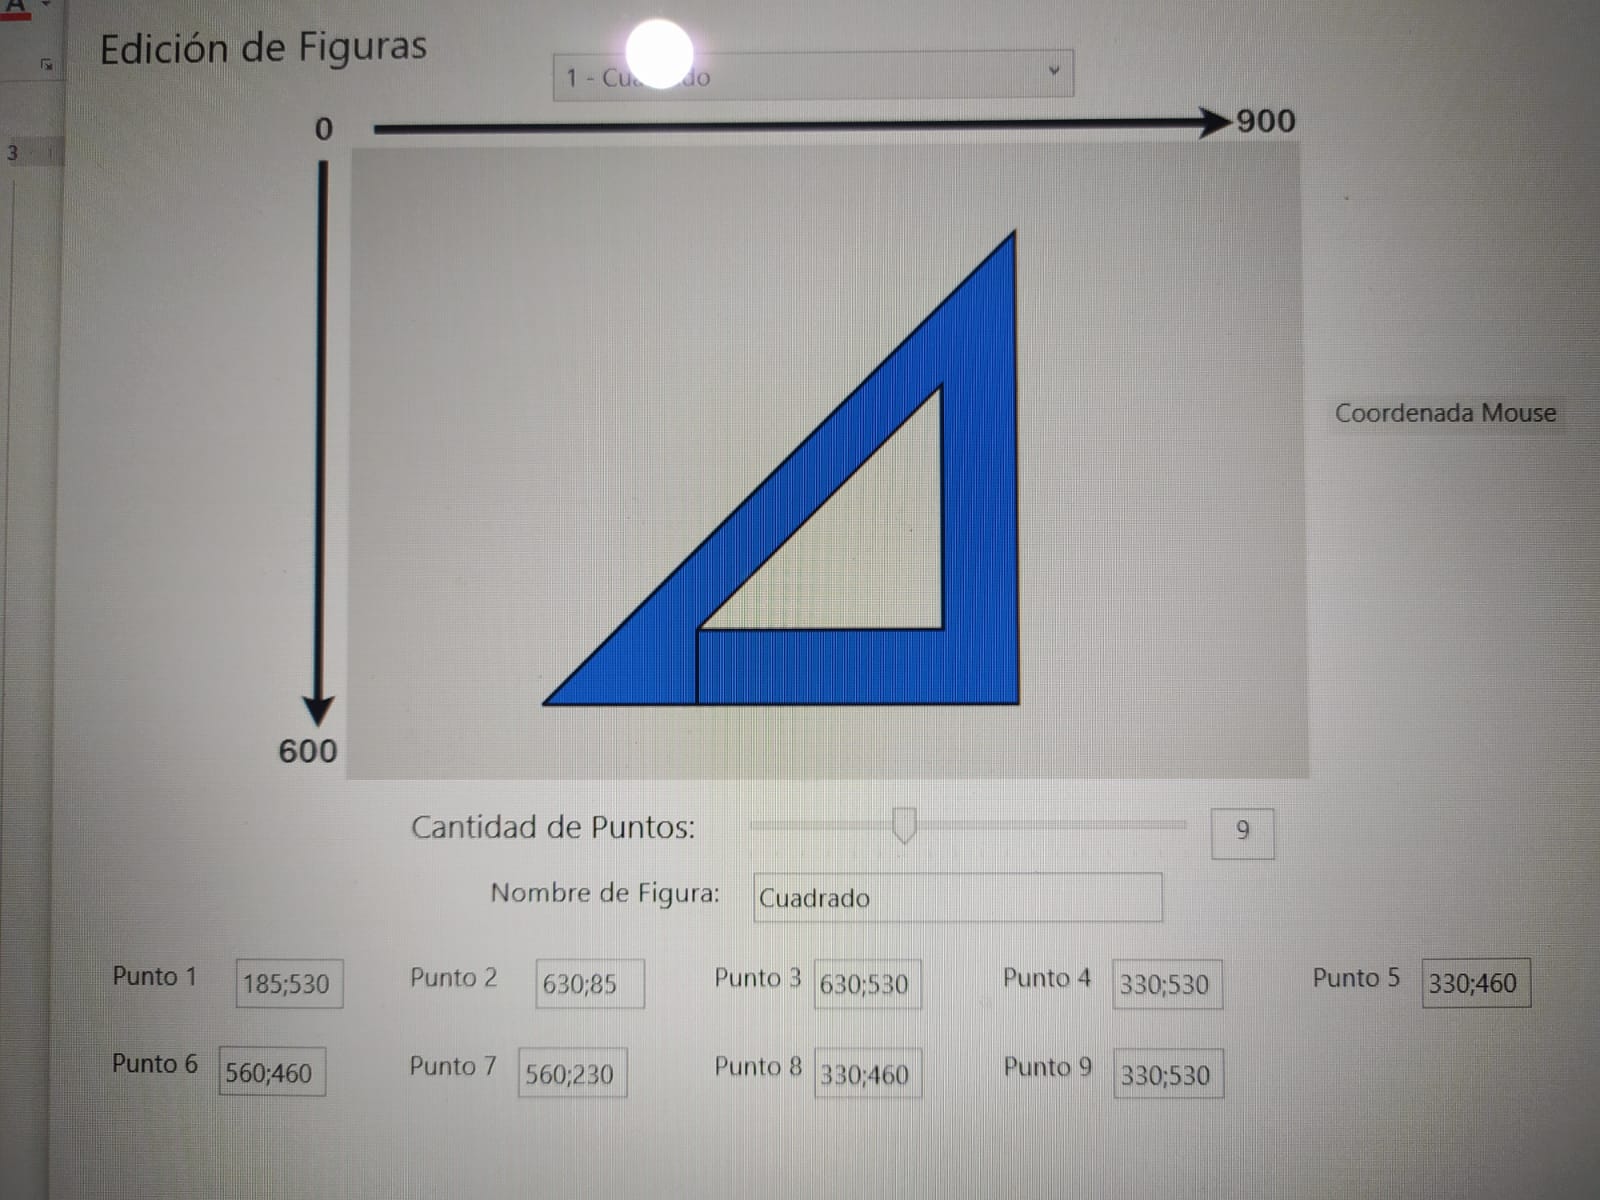 A
Edición de Figuras
1 - Cu do
0
900
3
Coordenada Mouse
600
Cantidad de Puntos:
9
Nombre de Figura:
Cuadrado
Punto 1 185;530 Punto 2 630;85 Punto 3 630;530 Punto 4 330;530 Punto 5 330;460
Punto 6 560;460 Punto 7 560;230 Punto 8 330;460 Punto 9 330;530